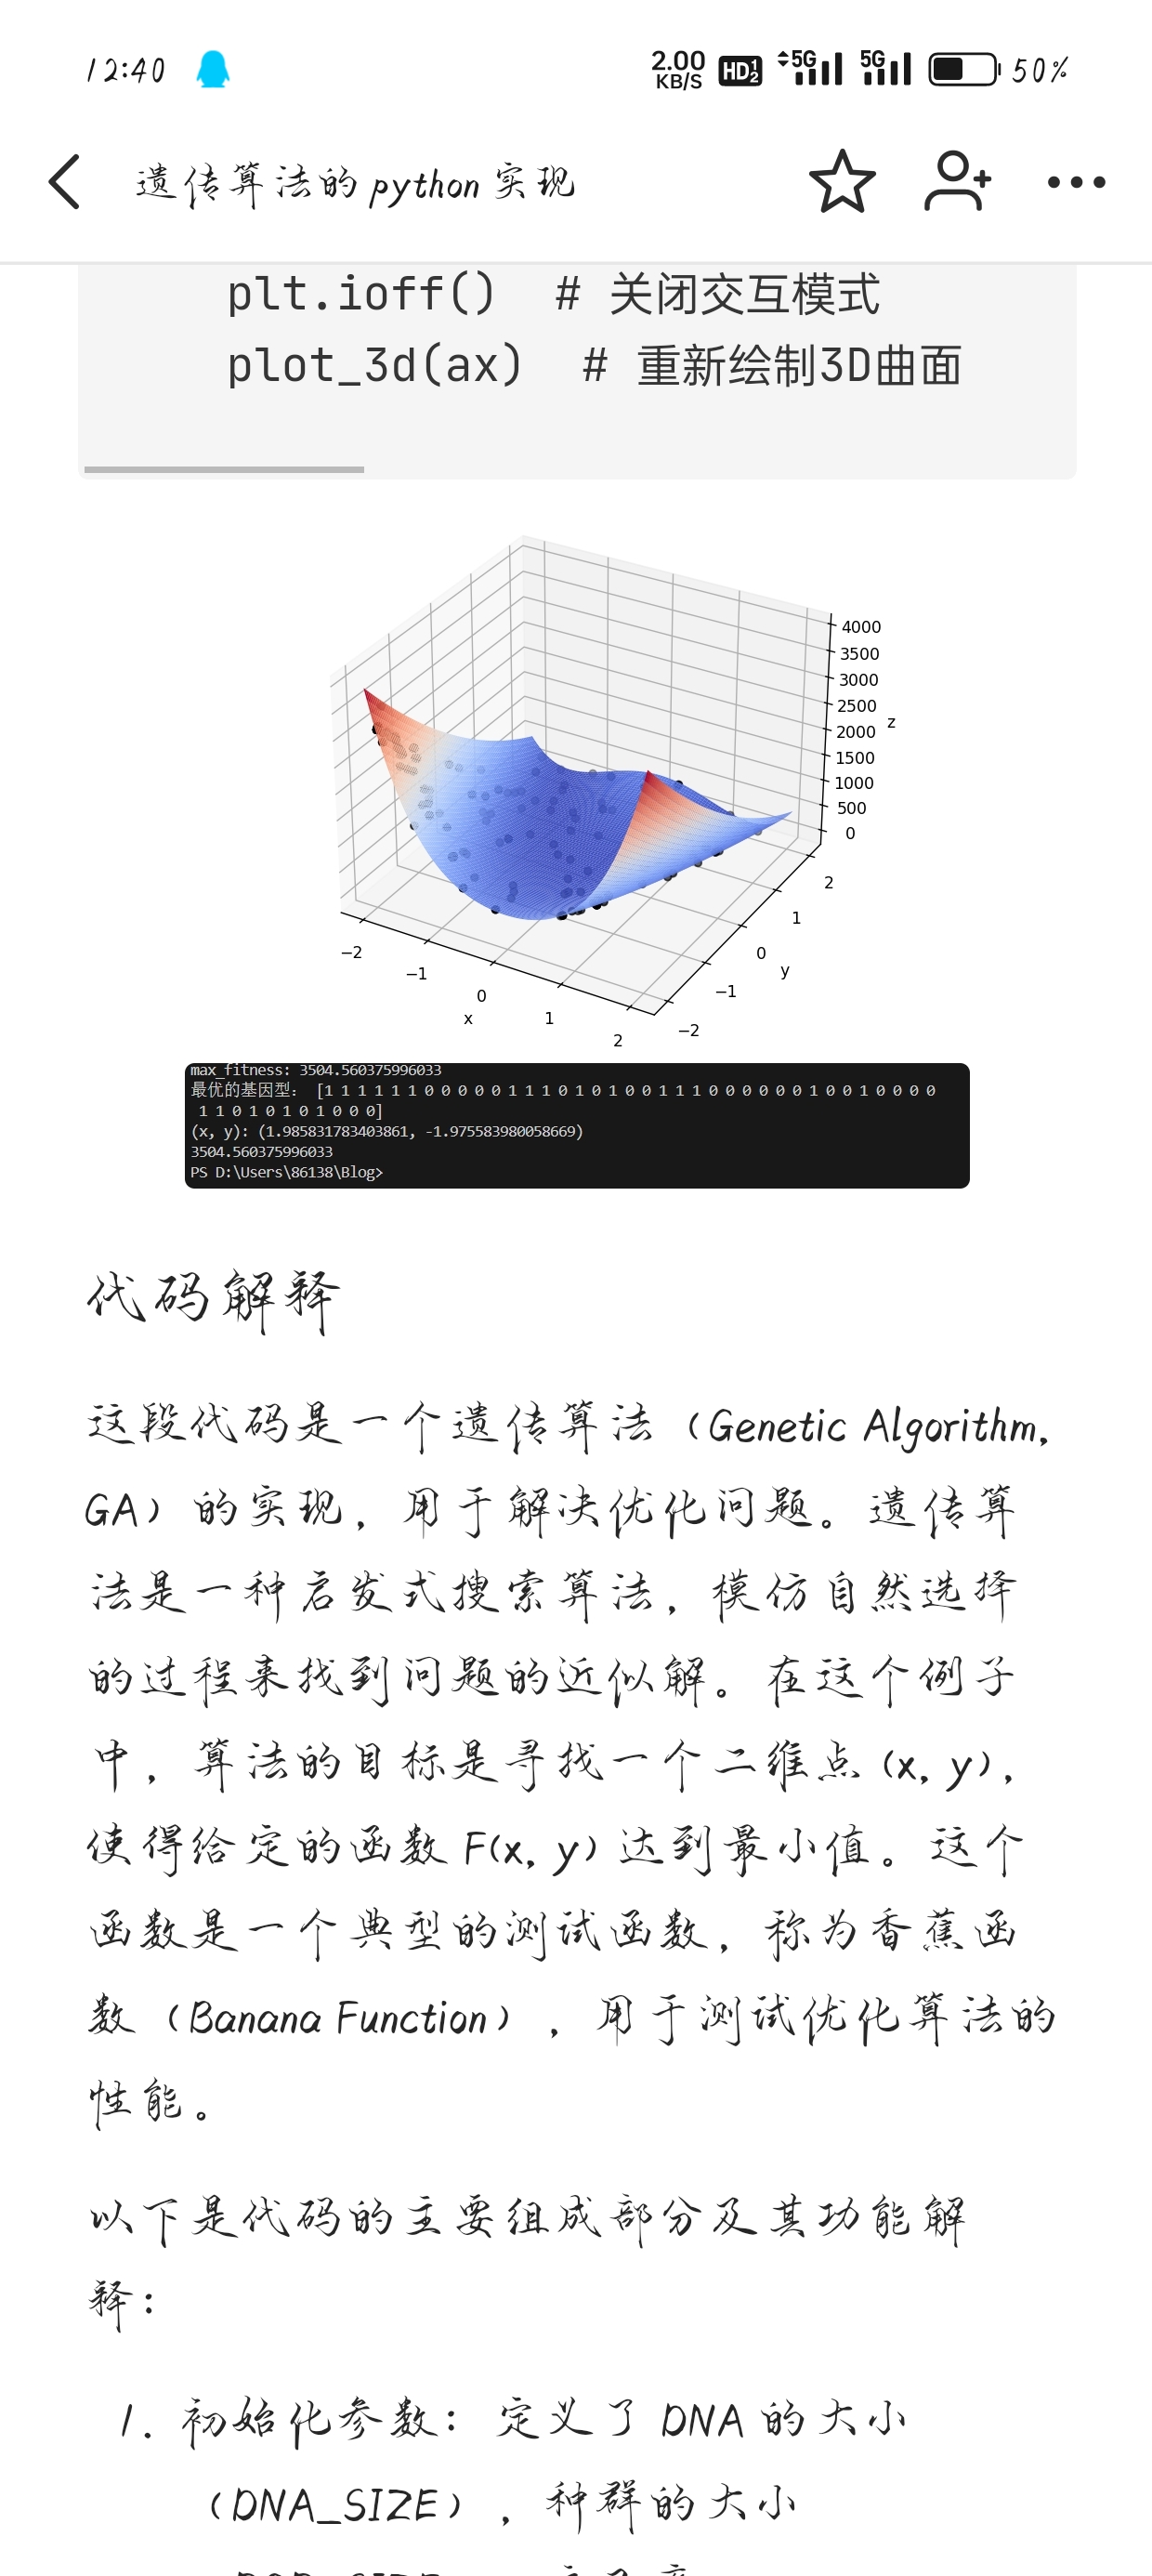 12:40
2.00 KB/S HD 1 2 5G 5G 50%
遗传算法的python实现
plt.ioff()  # 关闭交互模式
plot_3d(ax)  # 重新绘制3D曲面
4000
3500
3000
2500
z
2000
1500
1000
500
0
2
1
0
y
−1
−2
−2
−1
0
x
1
2
max_fitness: 3504.560375996033
最优的基因型： [1 1 1 1 1 1 0 0 0 0 0 1 1 1 0 1 0 1 0 0 1 1 1 0 0 0 0 0 0 1 0 0 1 0 0 0 0
1 1 0 1 0 1 0 1 0 0 0]
(x, y): (1.985831783403861, -1.975583980058669)
3504.560375996033
PS D:\Users\86138\Blog>
代码解释
这段代码是一个遗传算法（Genetic Algorithm,
GA）的实现，用于解决优化问题。遗传算
法是一种启发式搜索算法，模仿自然选择
的过程来找到问题的近似解。在这个例子
中，算法的目标是寻找一个二维点 (x, y)，
使得给定的函数 F(x, y) 达到最小值。这个
函数是一个典型的测试函数，称为香蕉函
数（Banana Function），用于测试优化算法的
性能。
以下是代码的主要组成部分及其功能解
释：
1. 初始化参数：定义了 DNA 的大小
（DNA_SIZE），种群的大小